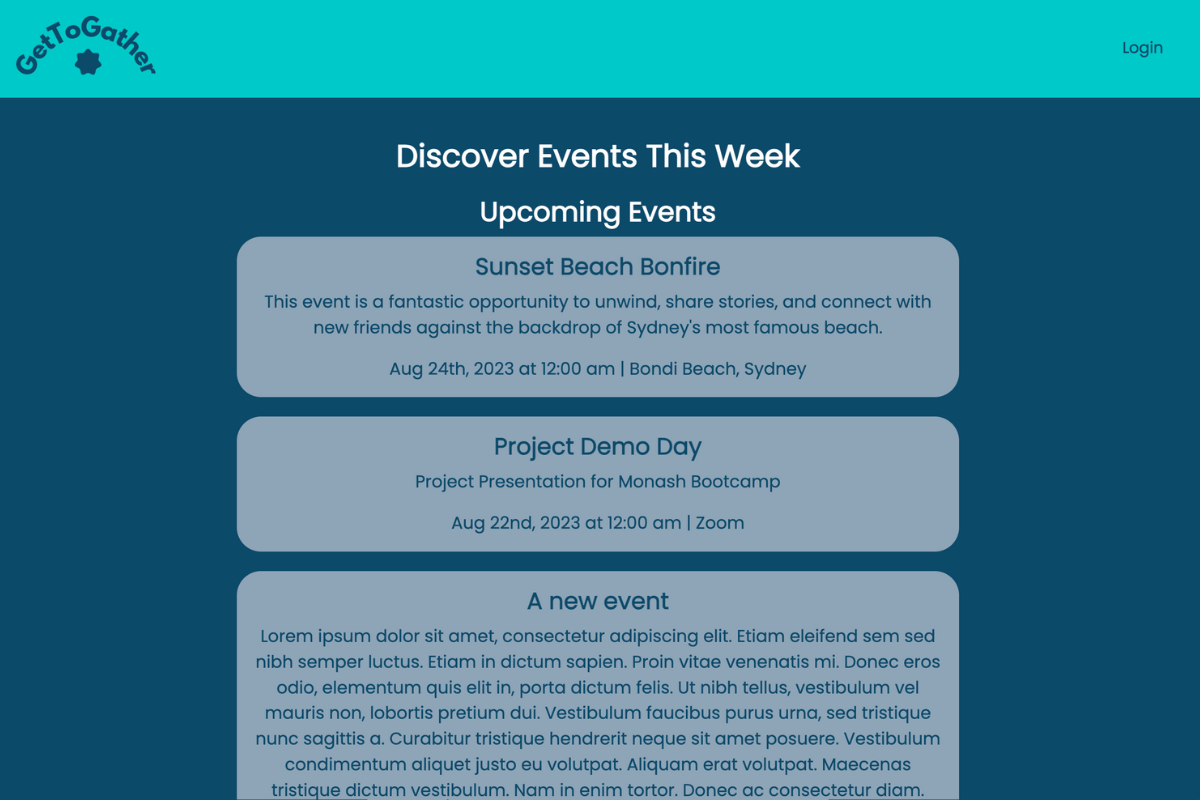 GetToGather
Login
Discover Events This Week
Upcoming Events
Sunset Beach Bonfire
This event is a fantastic opportunity to unwind, share stories, and connect with
new friends against the backdrop of Sydney's most famous beach.
Aug 24th, 2023 at 12:00 am | Bondi Beach, Sydney
Project Demo Day
Project Presentation for Monash Bootcamp
Aug 22nd, 2023 at 12:00 am | Zoom
A new event
Lorem ipsum dolor sit amet, consectetur adipiscing elit. Etiam eleifend sem sed
nibh semper luctus. Etiam in dictum sapien. Proin vitae venenatis mi. Donec eros
odio, elementum quis elit in, porta dictum felis. Ut nibh tellus, vestibulum vel
mauris non, lobortis pretium dui. Vestibulum faucibus purus urna, sed tristique
nunc sagittis a. Curabitur tristique hendrerit neque sit amet posuere. Vestibulum
condimentum aliquet justo eu volutpat. Aliquam erat volutpat. Maecenas
tristique dictum vestibulum. Nam in enim tortor. Donec ac consectetur diam.